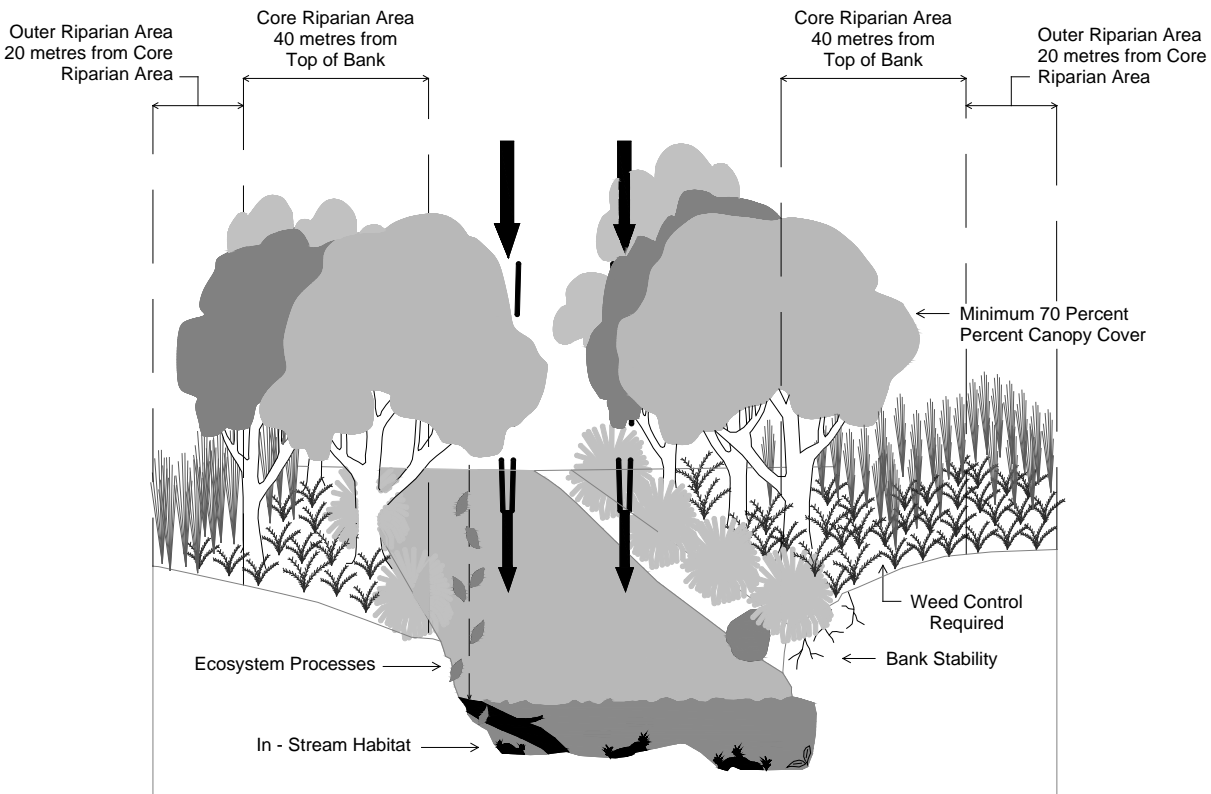 Outer Riparian Area
20 metres from Core
Riparian Area
Core Riparian Area
40 metres from
Top of Bank
Core Riparian Area
40 metres from
Top of Bank
Outer Riparian Area
20 metres from Core
Riparian Area
Minimum 70 Percent
Percent Canopy Cover
Weed Control
Required
Bank Stability
Ecosystem Processes
In - Stream Habitat